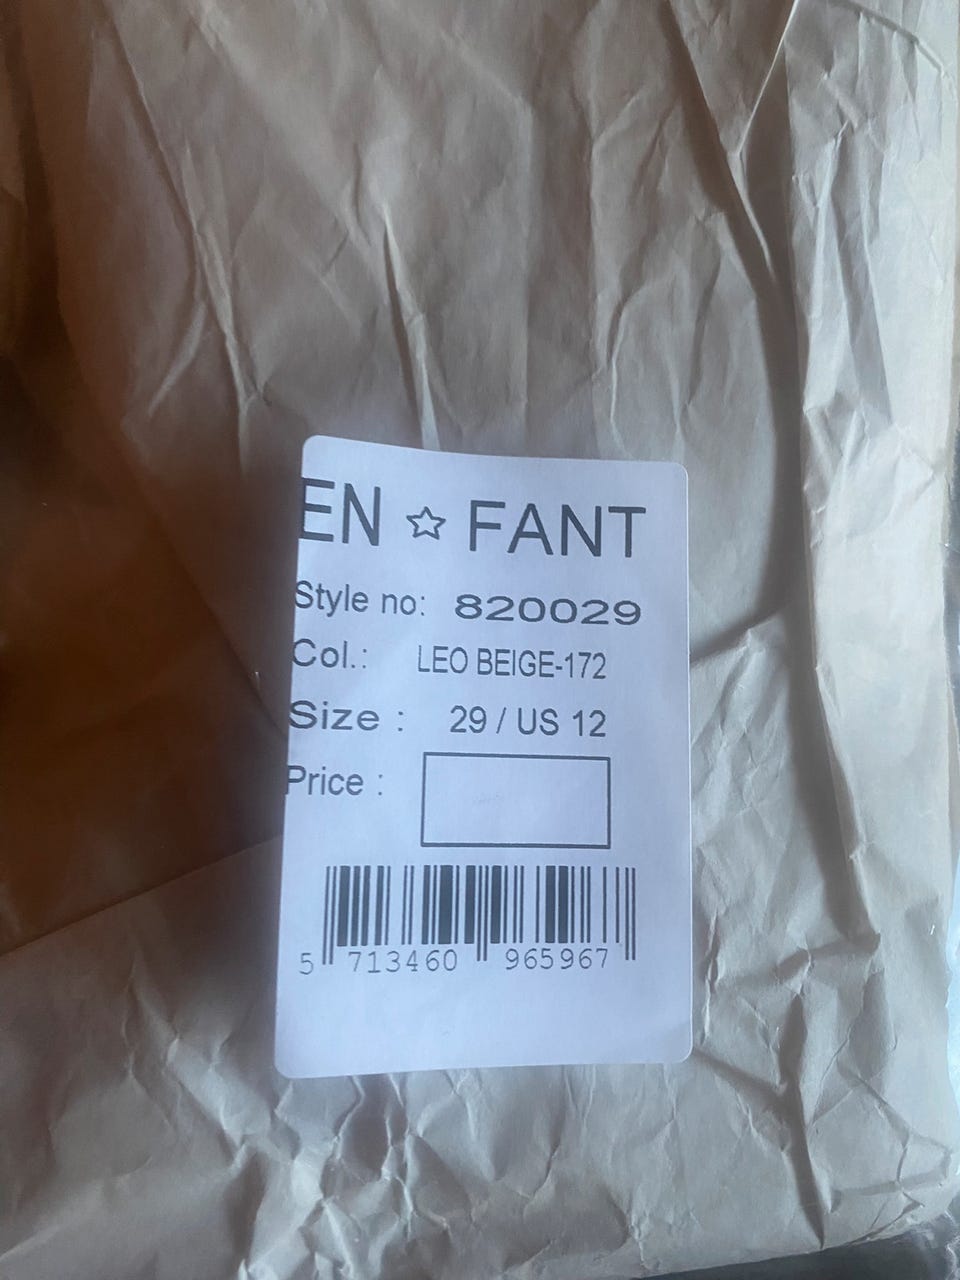 EN ☆ FANT
Style no: 820029
Col.: LEO BEIGE-172
Size : 29 / US 12
Price :
5 713460 965967